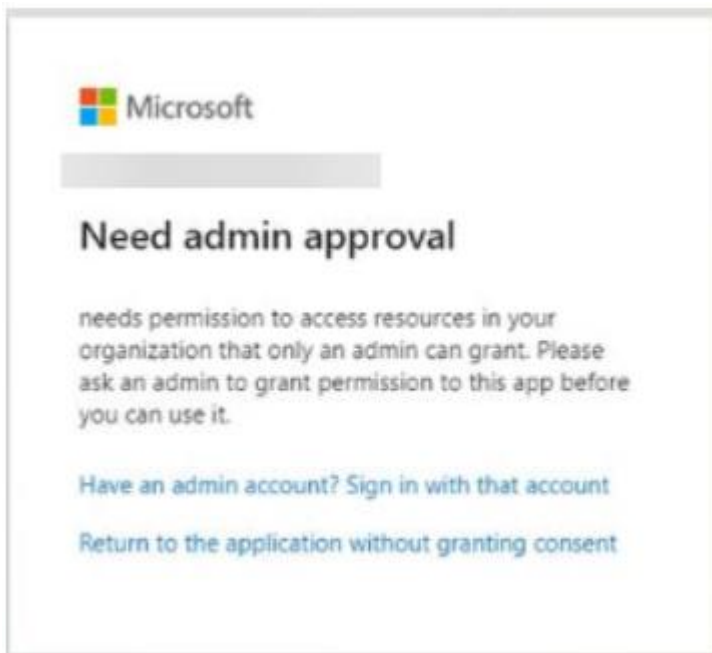 Microsoft
Need admin approval
needs permission to access resources in your
organization that only an admin can grant. Please
ask an admin to grant permission to this app before
you can use it.
Have an admin account? Sign in with that account
Return to the application without granting consent